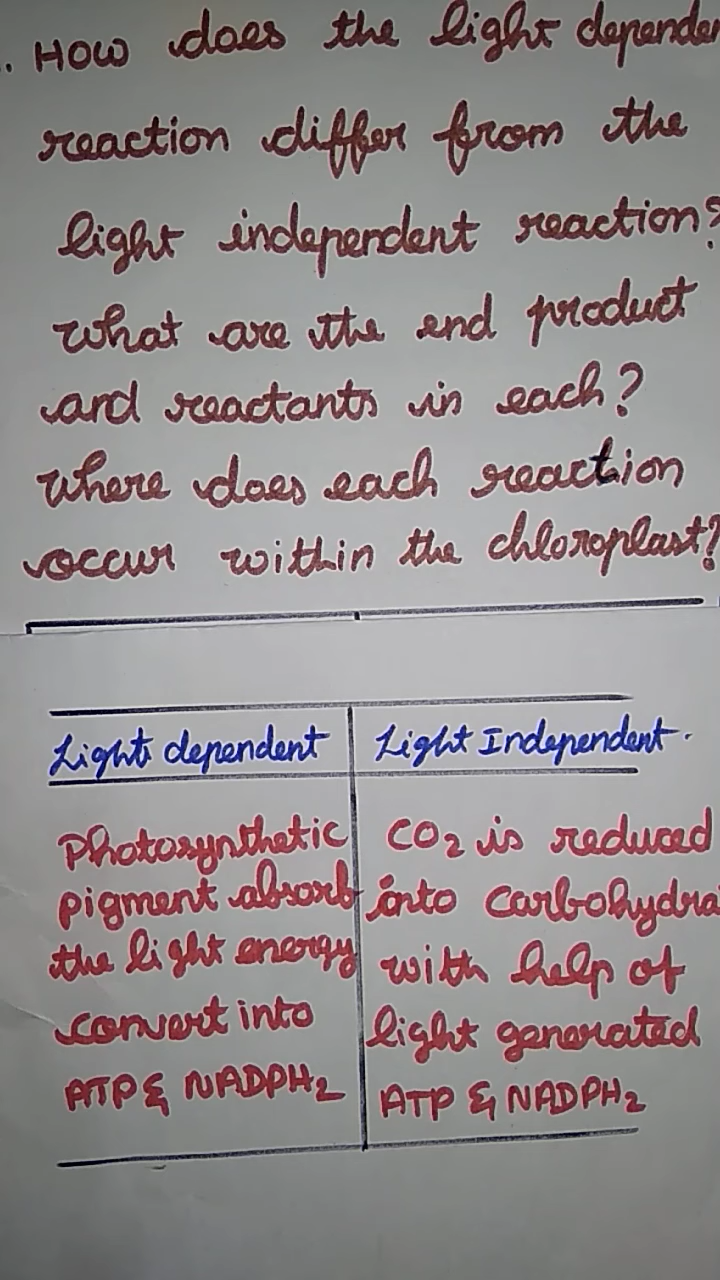 . How does the light dependen
reaction differ from the
light independent reaction?
what are the end product
and reactants in each?
where does each reaction
occur within the chloroplast?
Light dependent
Photosynthetic
pigment absorb
the light energy
convert into
ATP & NADPH2
Light Independent.
CO2 is reduced
into carbohydra
with help of
light generated
ATP & NADPH2